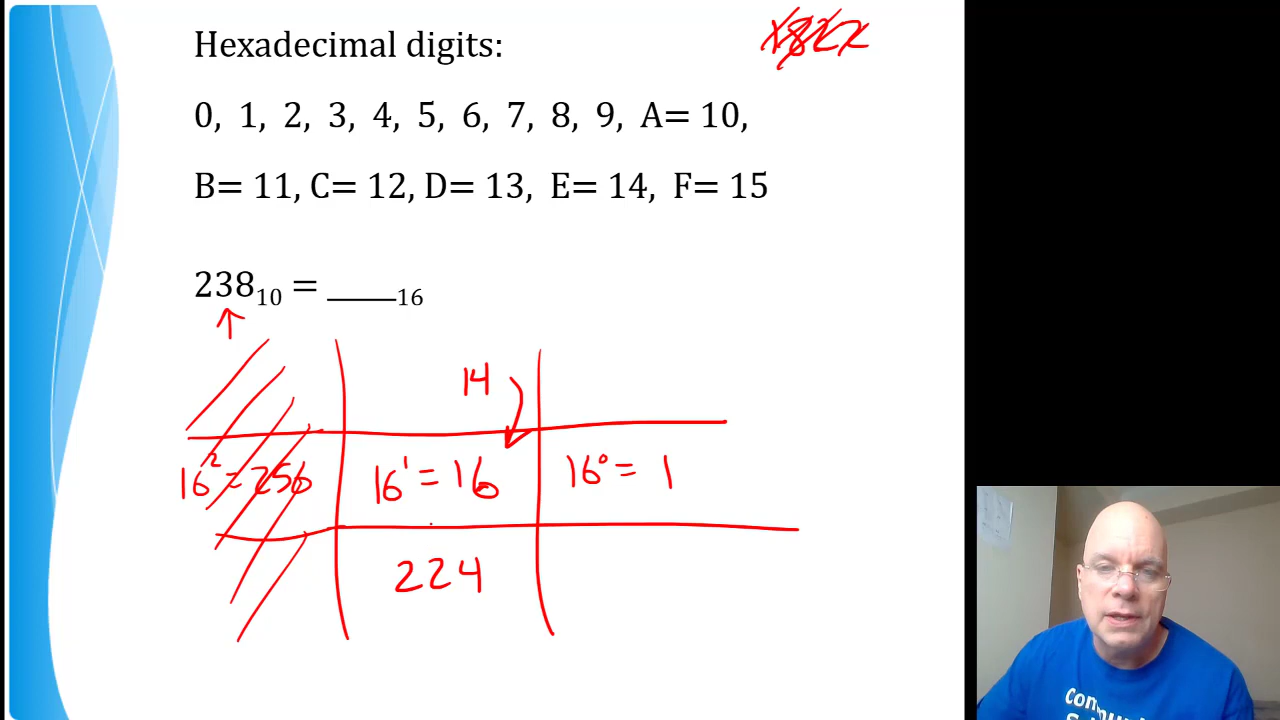 Hexadecimal digits:
0, 1, 2, 3, 4, 5, 6, 7, 8, 9, A= 10,
B= 11, C= 12, D= 13, E= 14, F= 15
238₁₀ = ____₁₆
14
16² = 256 16¹ = 16 16⁰ = 1
224